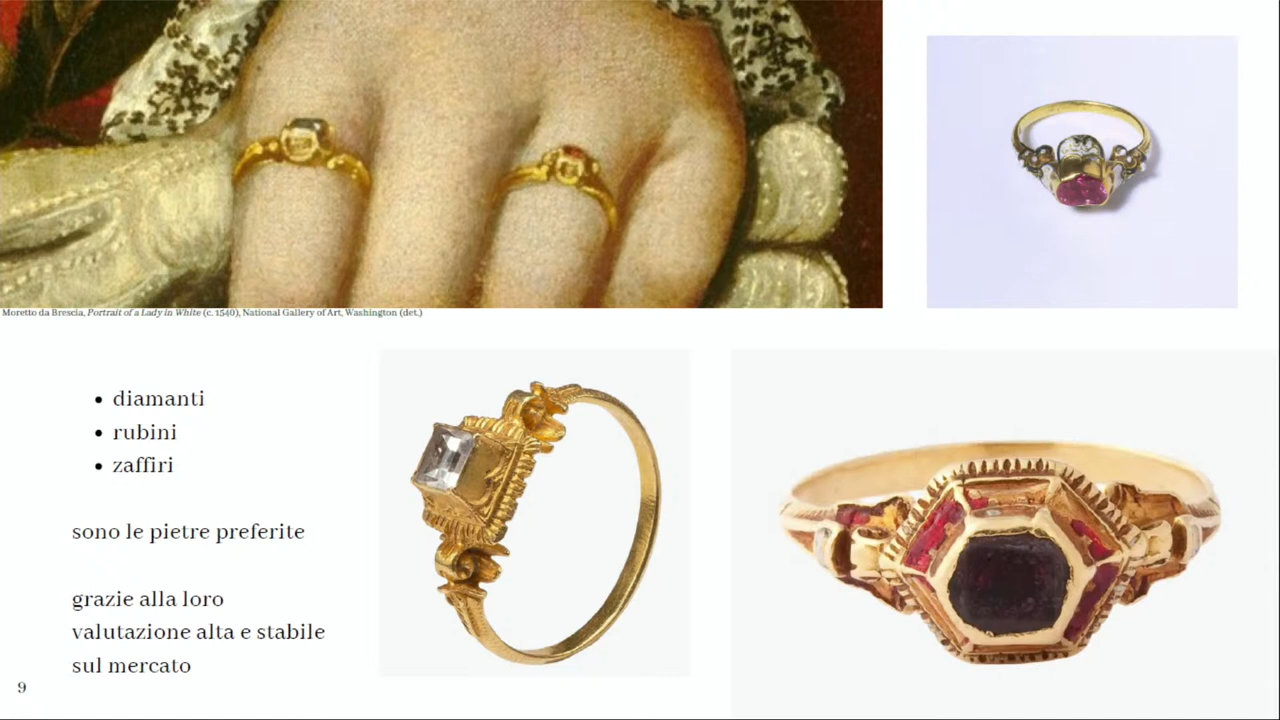 Moretto da Brescia, Portrait of a Lady in White (c. 1540), National Gallery of Art, Washington (det.)
• diamanti
• rubini
• zaffiri
sono le pietre preferite
grazie alla loro
valutazione alta e stabile
sul mercato
9